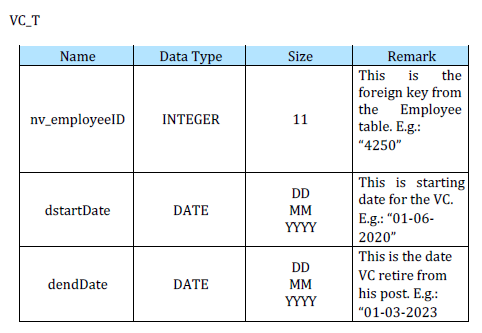 VC_T
Name Data Type Size Remark
nv_employeeID INTEGER 11 This is the
foreign key from
the Employee
table. E.g.:
“4250”
dstartDate DATE DD
MM
YYYY This is starting
date for the VC.
E.g.: “01-06-
2020”
dendDate DATE DD
MM
YYYY This is the date
VC retire from
his post. E.g.:
“01-03-2023